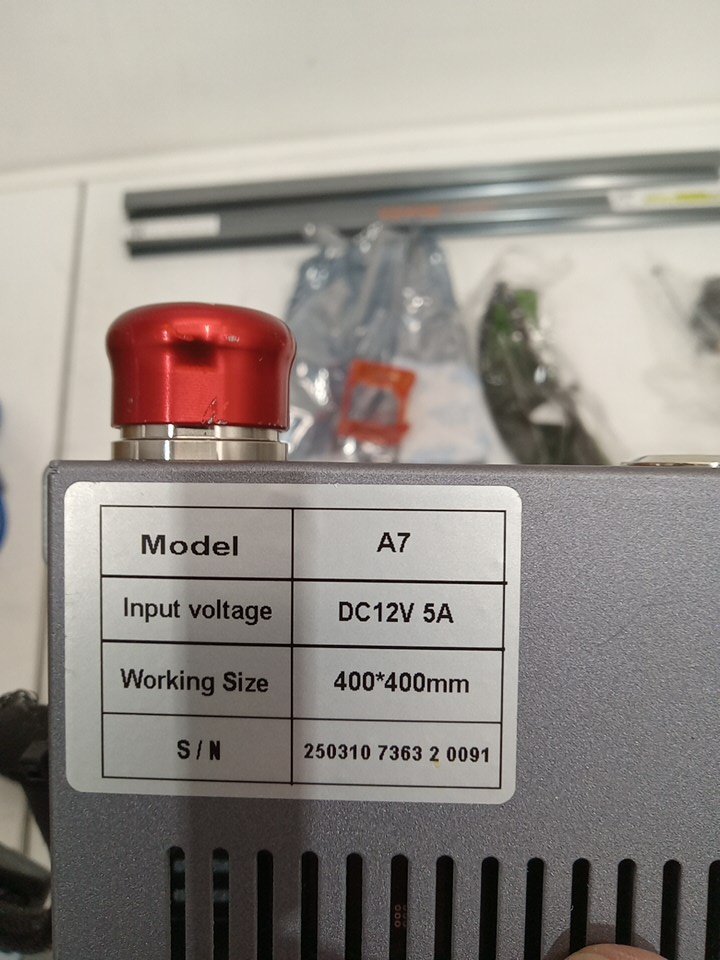 Model A7
Input voltage DC12V 5A
Working Size 400*400mm
S/N 250310 7363 2 0091